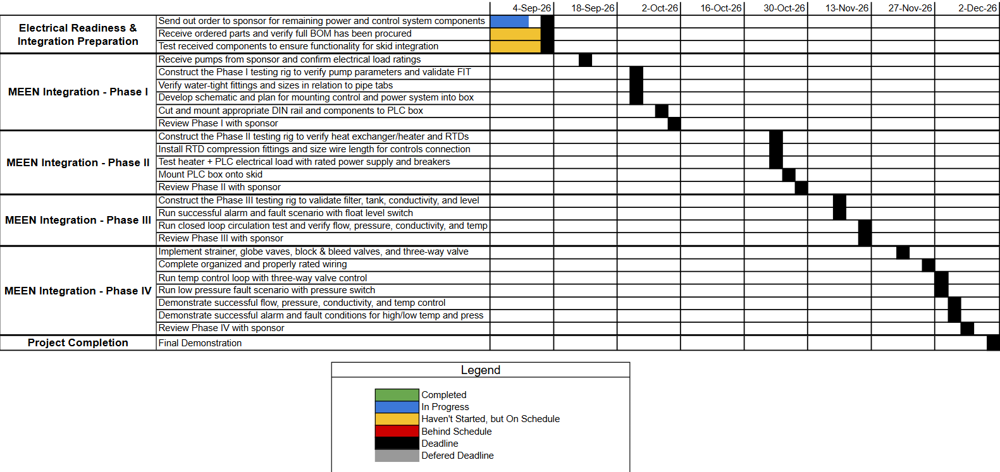 4-Sep-26 18-Sep-26 2-Oct-26 16-Oct-26 30-Oct-26 13-Nov-26 27-Nov-26 2-Dec-26
Electrical Readiness &
Integration Preparation
Send out order to sponsor for remaining power and control system components
Receive ordered parts and verify full BOM has been procured
Test received components to ensure functionality for skid integration
MEEN Integration - Phase I
Receive pumps from sponsor and confirm electrical load ratings
Construct the Phase I testing rig to verify pump parameters and validate FIT
Verify water-tight fittings and sizes in relation to pipe tabs
Develop schematic and plan for mounting control and power system into box
Cut and mount appropriate DIN rail and components to PLC box
Review Phase I with sponsor
MEEN Integration - Phase II
Construct the Phase II testing rig to verify heat exchanger/heater and RTDs
Install RTD compression fittings and size wire length for controls connection
Test heater + PLC electrical load with rated power supply and breakers
Mount PLC box onto skid
Review Phase II with sponsor
MEEN Integration - Phase III
Construct the Phase III testing rig to validate filter, tank, conductivity, and level
Run successful alarm and fault scenario with float level switch
Run closed loop circulation test and verify flow, pressure, conductivity, and temp
Review Phase III with sponsor
MEEN Integration - Phase IV
Implement strainer, globe vaves, block & bleed valves, and three-way valve
Complete organized and properly rated wiring
Run temp control loop with three-way valve control
Run low pressure fault scenario with pressure switch
Demonstrate successful flow, pressure, conductivity, and temp control
Demonstrate successful alarm and fault conditions for high/low temp and press
Review Phase IV with sponsor
Project Completion
Final Demonstration
Legend
Completed
In Progress
Haven't Started, but On Schedule
Behind Schedule
Deadline
Defered Deadline